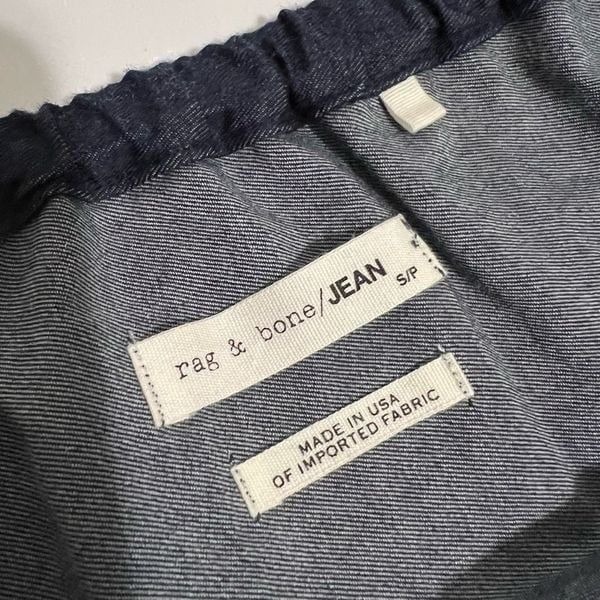 rag & bone/JEAN S/P
MADE IN USA
OF IMPORTED FABRIC